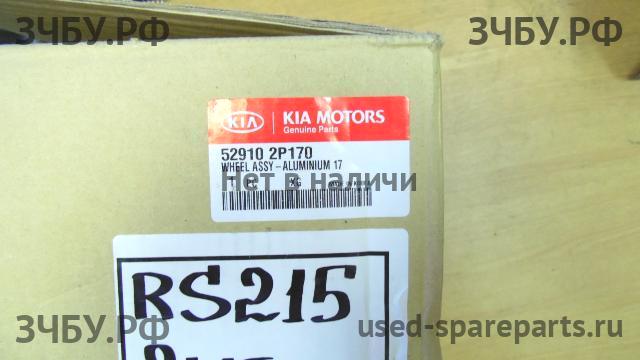 ЗЧБУ.РФ
ЗЧБУ.РФ
KIA
KIA MOTORS
Genuine Parts
52910 2P170
WHEEL ASSY-ALUMINIUM 17
Нет в наличи
RS215
ЗЧБУ.РФ
used-spareparts.ru